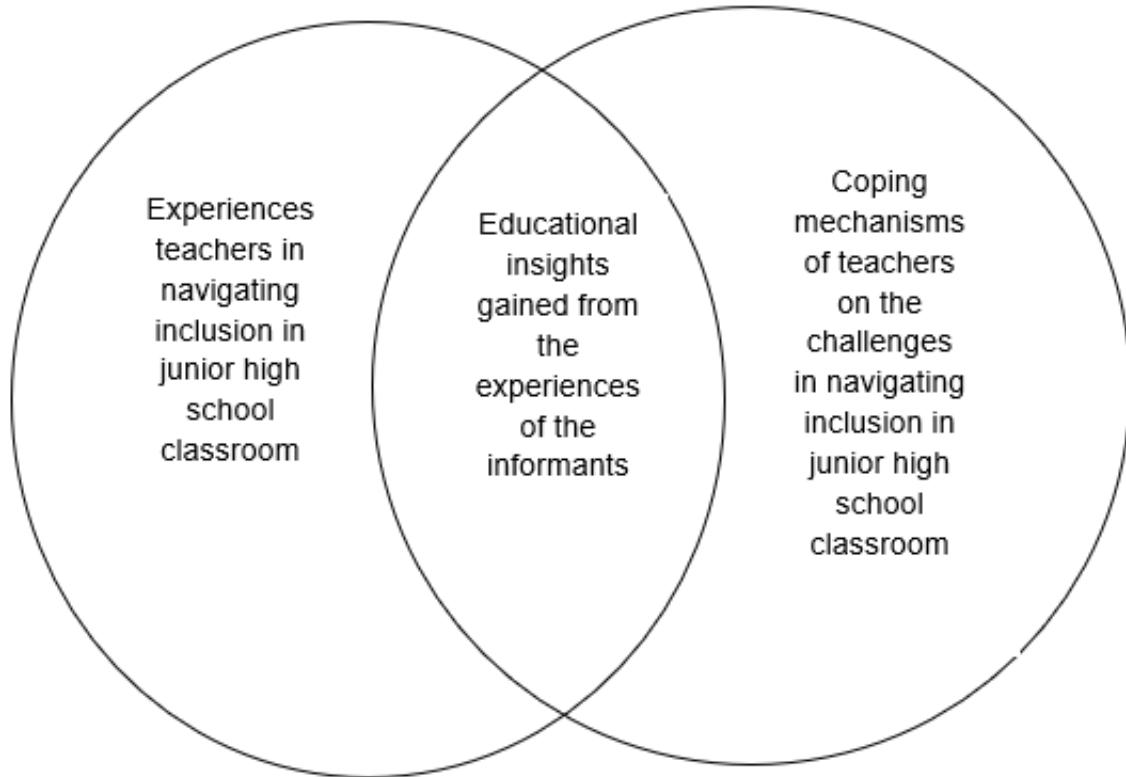 Experiences
teachers in
navigating
inclusion in
junior high
school
classroom
Educational
insights
gained from
the
experiences
of the
informants
Coping
mechanisms
of teachers
on the
challenges
in navigating
inclusion in
junior high
school
classroom